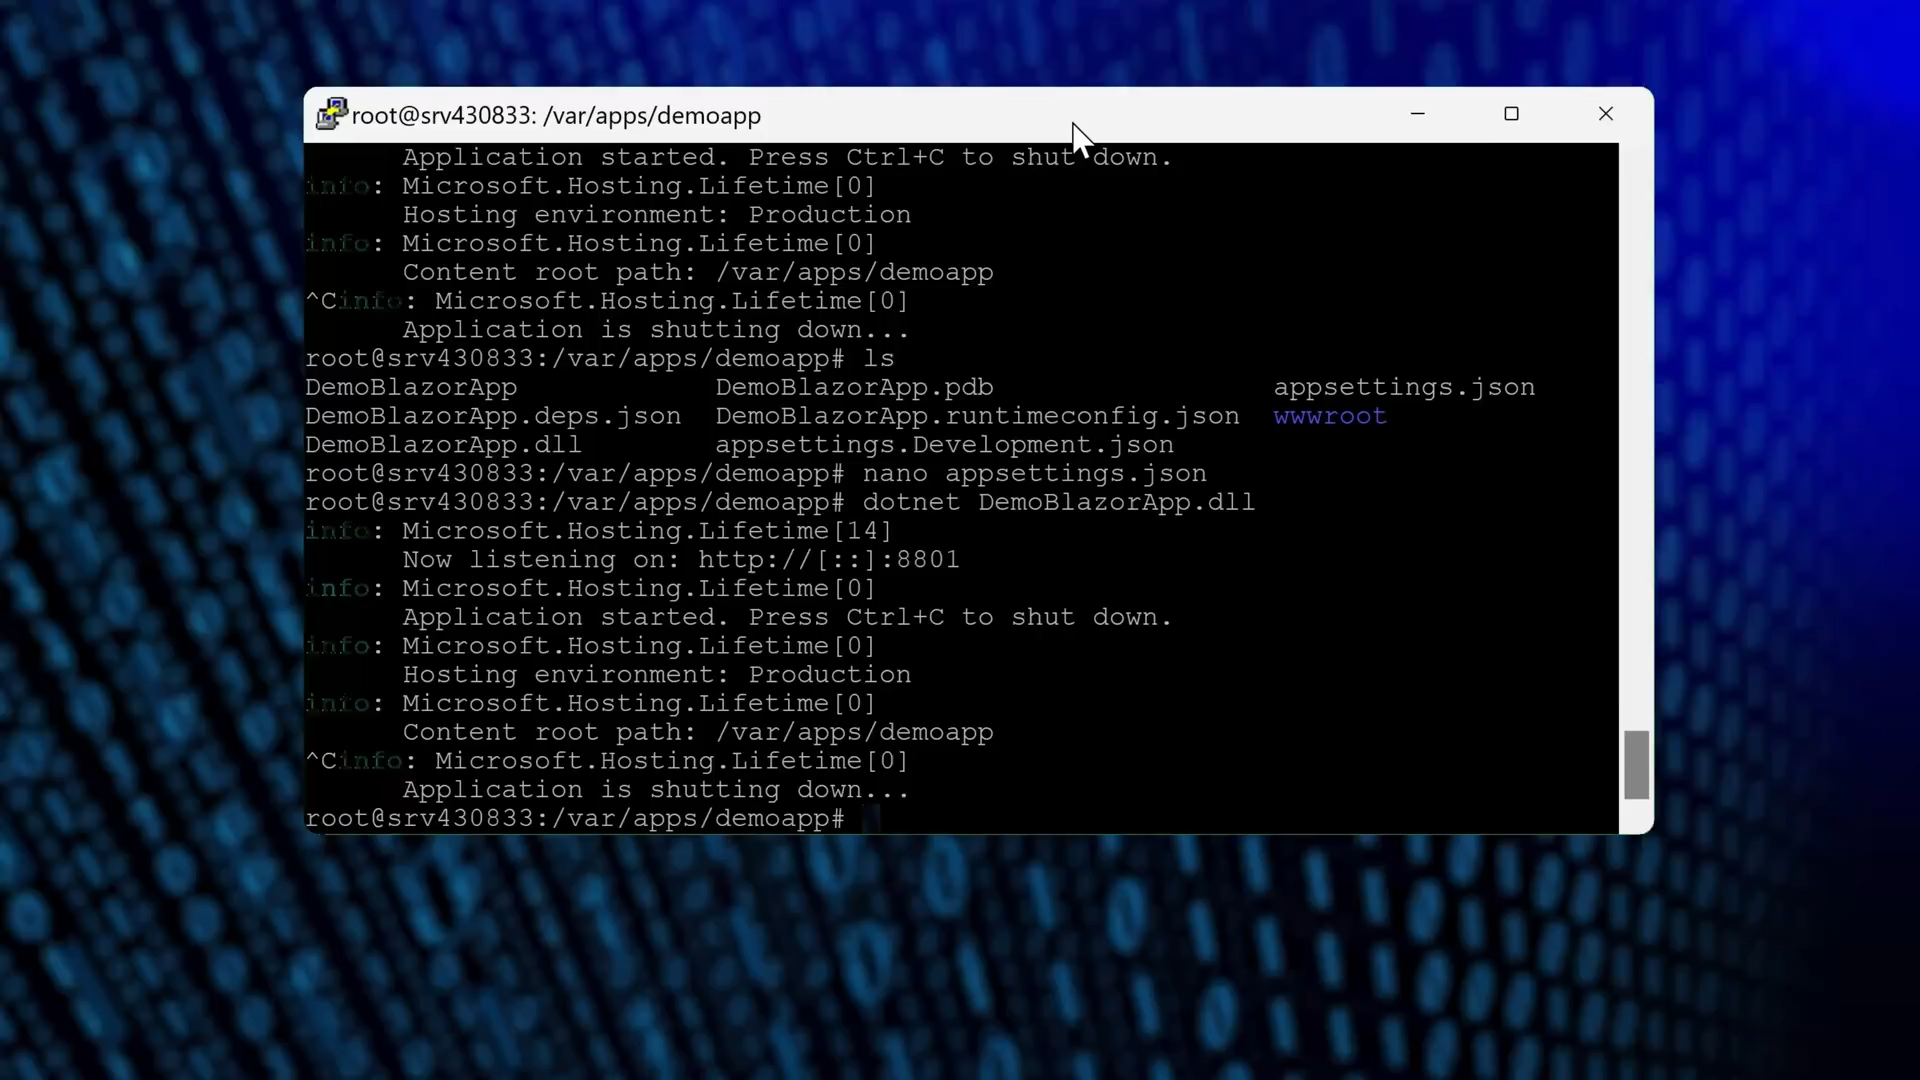 root@srv430833: /var/apps/demoapp
Application started. Press Ctrl+C to shut down.
info: Microsoft.Hosting.Lifetime[0]
Hosting environment: Production
info: Microsoft.Hosting.Lifetime[0]
Content root path: /var/apps/demoapp
^Cinfo: Microsoft.Hosting.Lifetime[0]
Application is shutting down...
root@srv430833:/var/apps/demoapp# ls
DemoBlazorApp DemoBlazorApp.pdb appsettings.json
DemoBlazorApp.deps.json DemoBlazorApp.runtimeconfig.json wwwroot
DemoBlazorApp.dll appsettings.Development.json
root@srv430833:/var/apps/demoapp# nano appsettings.json
root@srv430833:/var/apps/demoapp# dotnet DemoBlazorApp.dll
info: Microsoft.Hosting.Lifetime[14]
Now listening on: http://[::]:8801
info: Microsoft.Hosting.Lifetime[0]
Application started. Press Ctrl+C to shut down.
info: Microsoft.Hosting.Lifetime[0]
Hosting environment: Production
info: Microsoft.Hosting.Lifetime[0]
Content root path: /var/apps/demoapp
^Cinfo: Microsoft.Hosting.Lifetime[0]
Application is shutting down...
root@srv430833:/var/apps/demoapp#